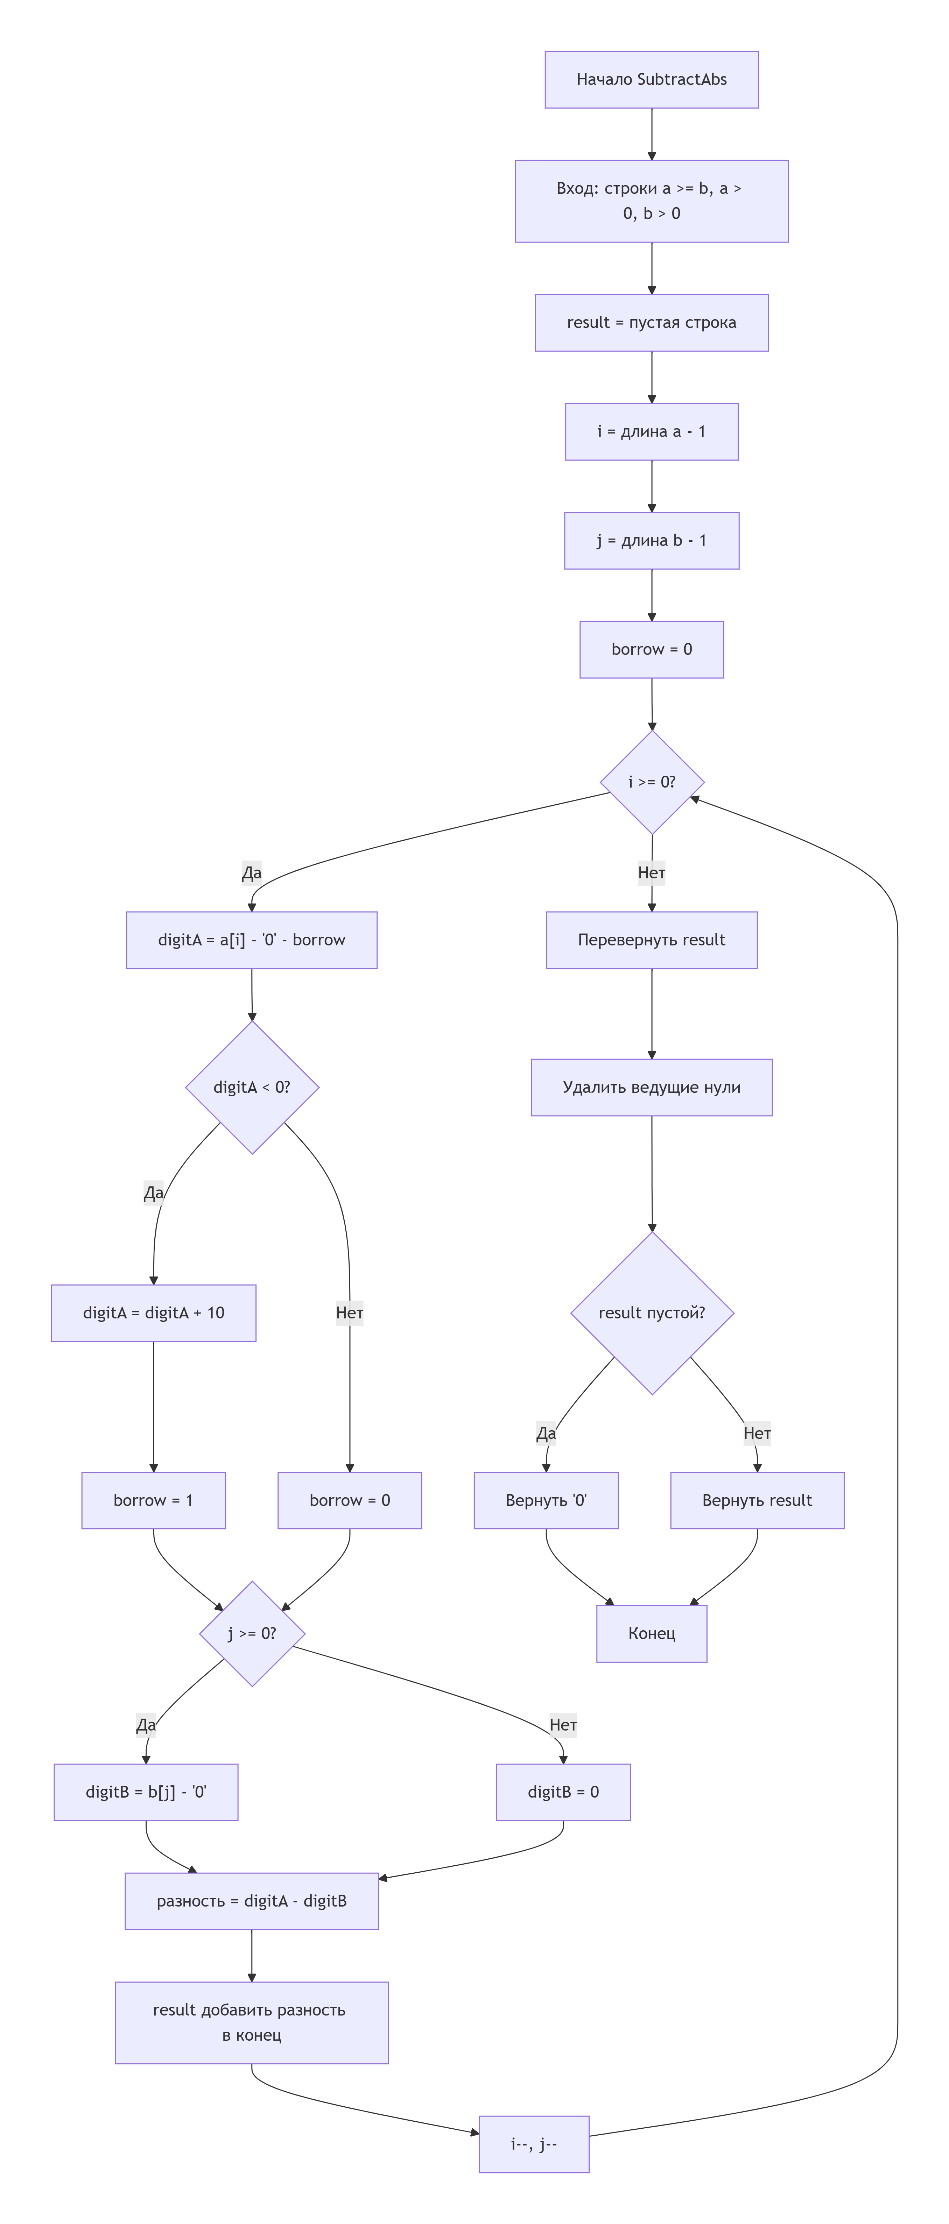 Начало SubtractAbs
Вход: строки a >= b, a >
0, b > 0
result = пустая строка
i = длина a - 1
j = длина b - 1
borrow = 0
i >= 0?
Да
Нет
digitA = a[i] - '0' - borrow
Перевернуть result
digitA < 0?
Удалить ведущие нули
Да
digitA = digitA + 10
Нет
result пустой?
Да
Нет
borrow = 1
borrow = 0
Вернуть '0'
Вернуть result
j >= 0?
Конец
Да
Нет
digitB = b[j] - '0'
digitB = 0
разность = digitA - digitB
result добавить разность
в конец
i--, j--